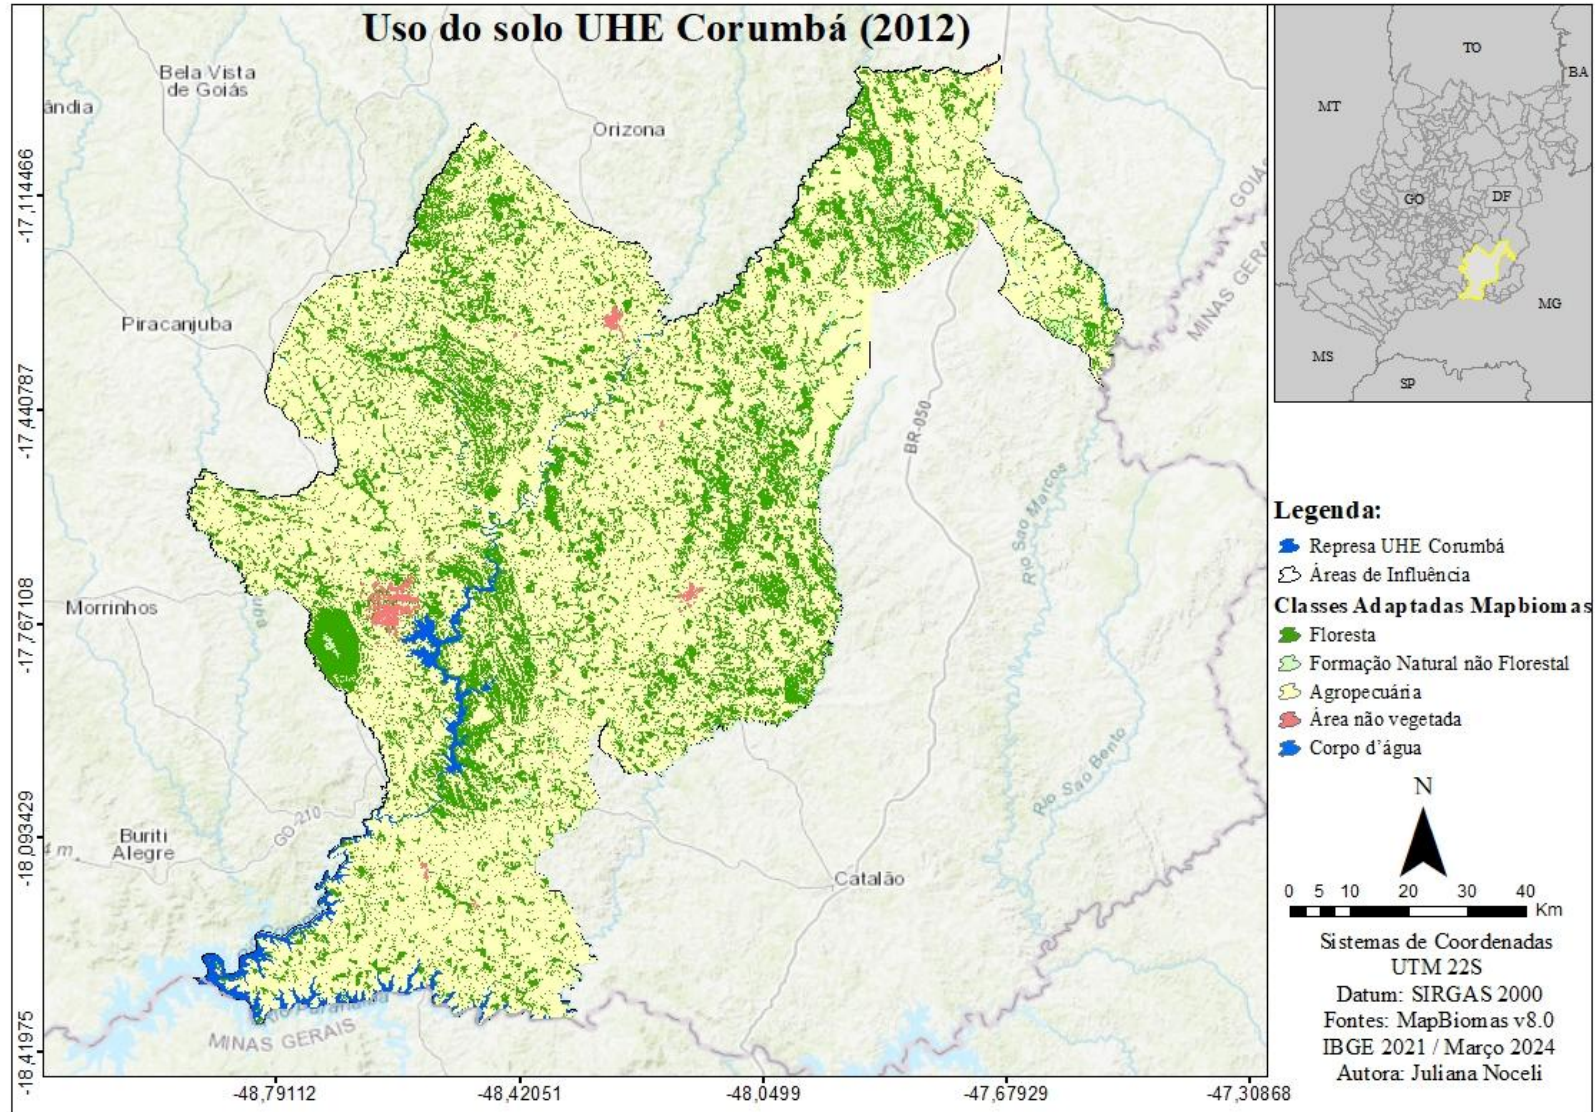 Uso do solo UHE Corumbá (2012)
Bela Vista
de Goiás
ândia
Orizona
Piracanjuba
Morrinhos
Buriti
Alegre
GO-210
Catalão
BR-050
Rio Sao Marcos
Rio Sao Bento
MINAS GERAIS
GOIÁS
MINAS GERA
-17,114466
-17,440787
-17,767108
-18,093429
-18,41975
-48,79112
-48,42051
-48,0499
-47,67929
-47,30868
TO
BA
MT
GO
DF
MG
MS
SP
Legenda:
Represa UHE Corumbá
Áreas de Influência
Classes Adaptadas Mapbiomas
Floresta
Formação Natural não Florestal
Agropecuária
Área não vegetada
Corpo d'água
N
0 5 10 20 30 40
Km
Sistemas de Coordenadas
UTM 22S
Datum: SIRGAS 2000
Fontes: MapBiomas v8.0
IBGE 2021 / Março 2024
Autora: Juliana Noceli